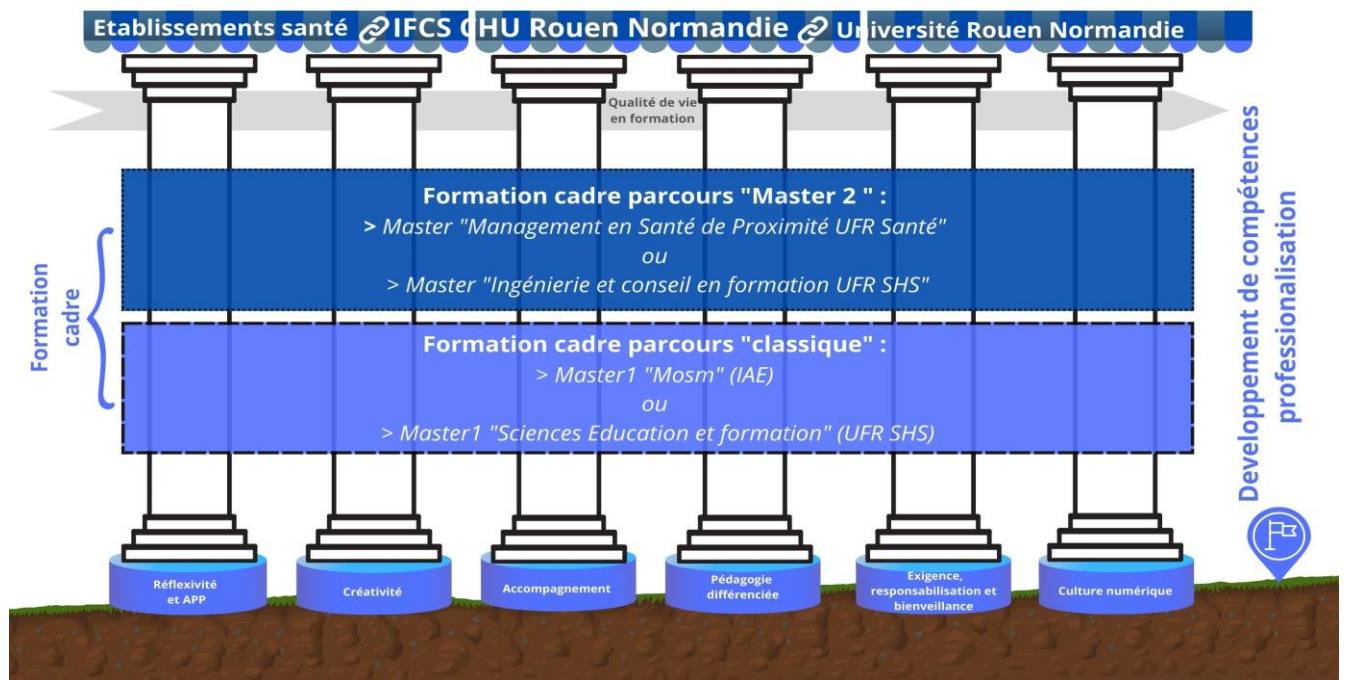 Etablissements santé IFCS CHU Rouen Normandie Université Rouen Normandie
Qualité de vie
en formation
Formation cadre parcours "Master 2 " :
> Master "Management en Santé de Proximité UFR Santé"
ou
> Master "Ingénierie et conseil en formation UFR SHS"
Formation
cadre
Formation cadre parcours "classique" :
> Master1 "Mosm" (IAE)
ou
> Master1 "Sciences Education et formation" (UFR SHS)
Developpement de compétences
professionalisation
Réflexivité
et APP
Créativité
Accompagnement
Pédagogie
différenciée
Exigence,
responsabilisation et
bienveillance
Culture numérique